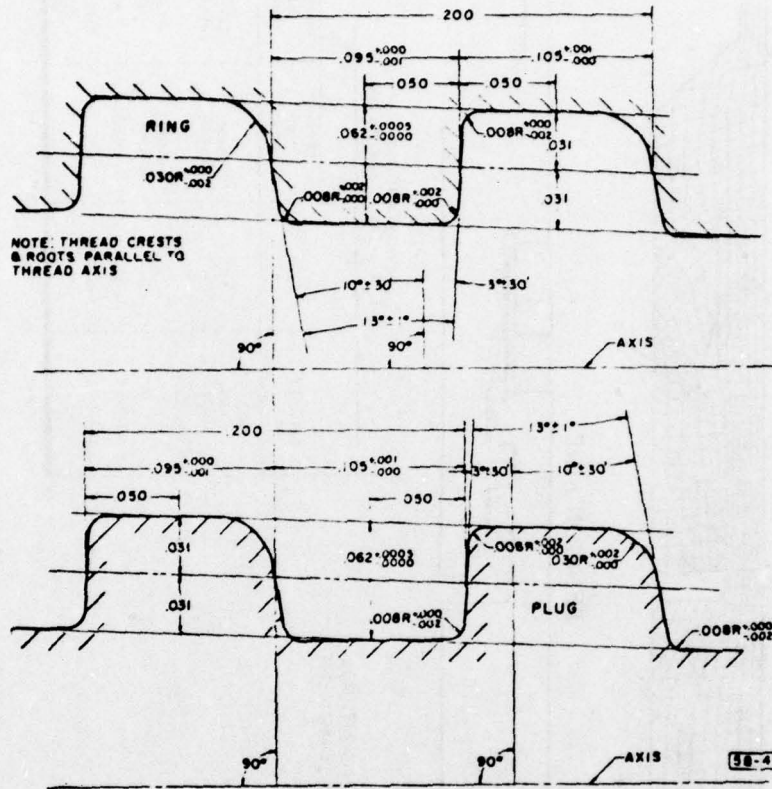 .200
.095 +.000 -.001
.105 +.001 -.000
.050
.050
RING
.062 +.0005 -.0000
.008R +.000 -.002
.031
.030R +.000 -.002
.008R +.002 -.000
.008R +.002 -.000
.031
NOTE: THREAD CRESTS
& ROOTS PARALLEL TO
THREAD AXIS
10°±30'
3°±30'
13°±1°
90°
90°
AXIS
.200
13°±1°
.095 +.000 -.001
.105 +.001 -.000
3°±30'
10°±30'
.050
.050
.031
.062 +.0005 -.0000
.008R +.002 -.000
.030R +.002 -.000
.031
.008R +.000 -.002
PLUG
.008R +.000 -.002
90°
90°
AXIS